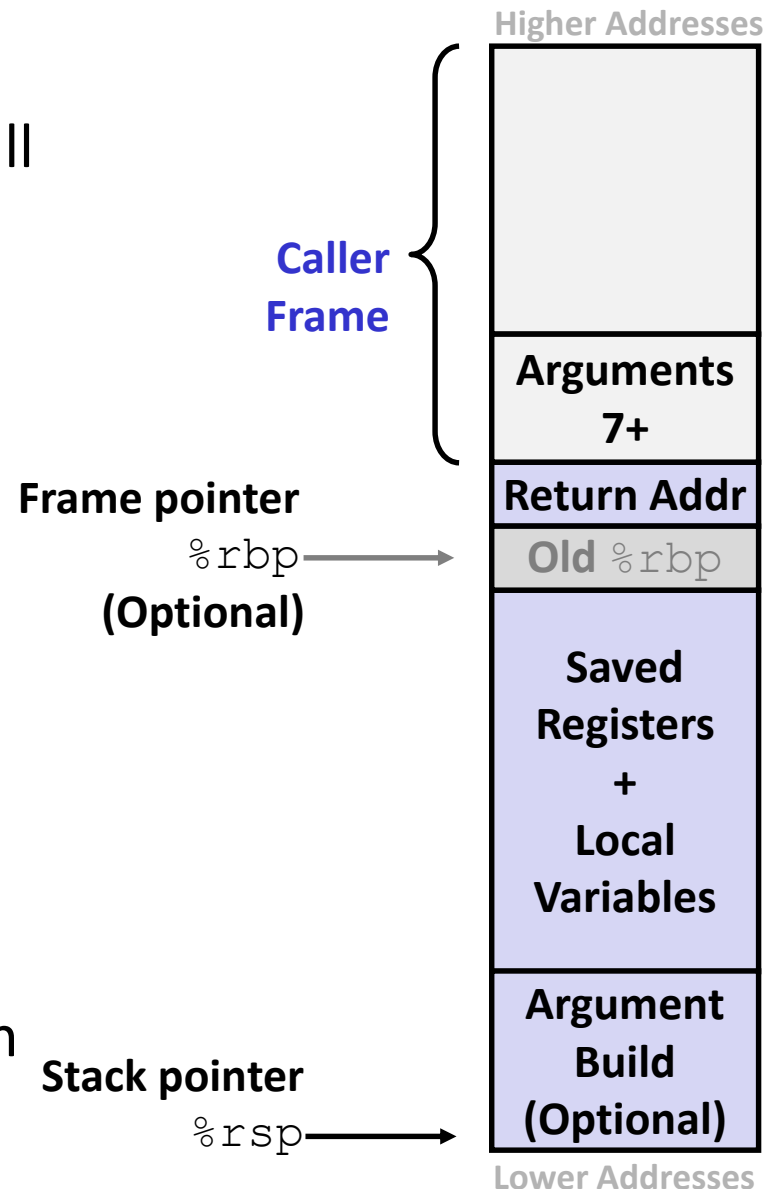 Higher Addresses
ll
Caller
Frame
Arguments
7+
Return Addr
Frame pointer
%rbp
(Optional)
Old %rbp
Saved
Registers
+
Local
Variables
Argument
Build
(Optional)
n
Stack pointer
%rsp
Lower Addresses